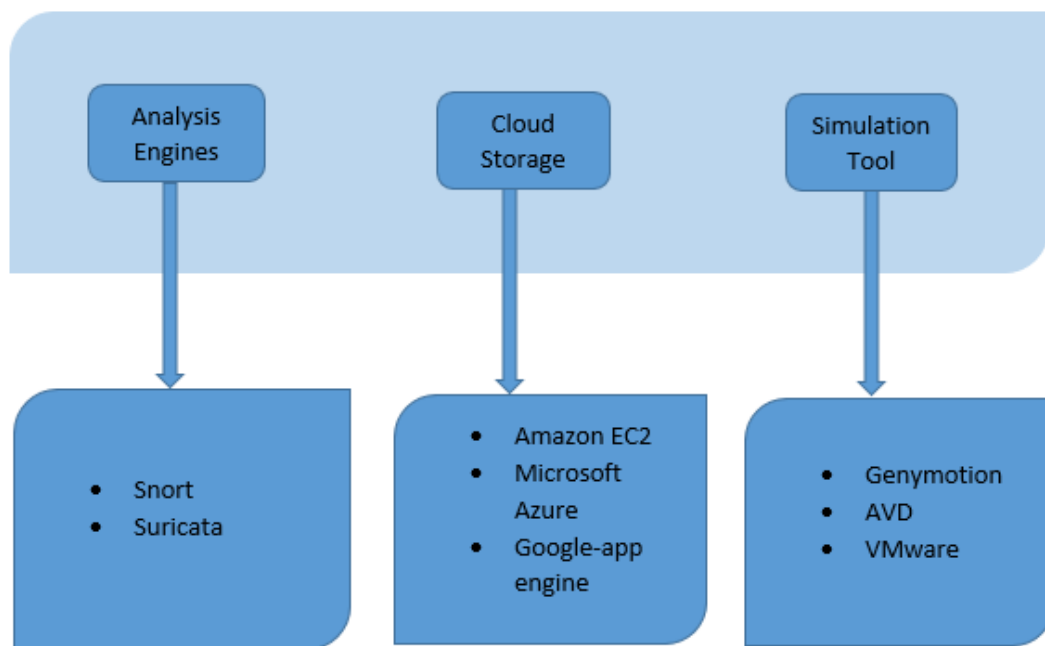 Analysis
Engines
Cloud
Storage
Simulation
Tool
• Snort
• Suricata
• Amazon EC2
• Microsoft
Azure
• Google-app
engine
• Genymotion
• AVD
• VMware